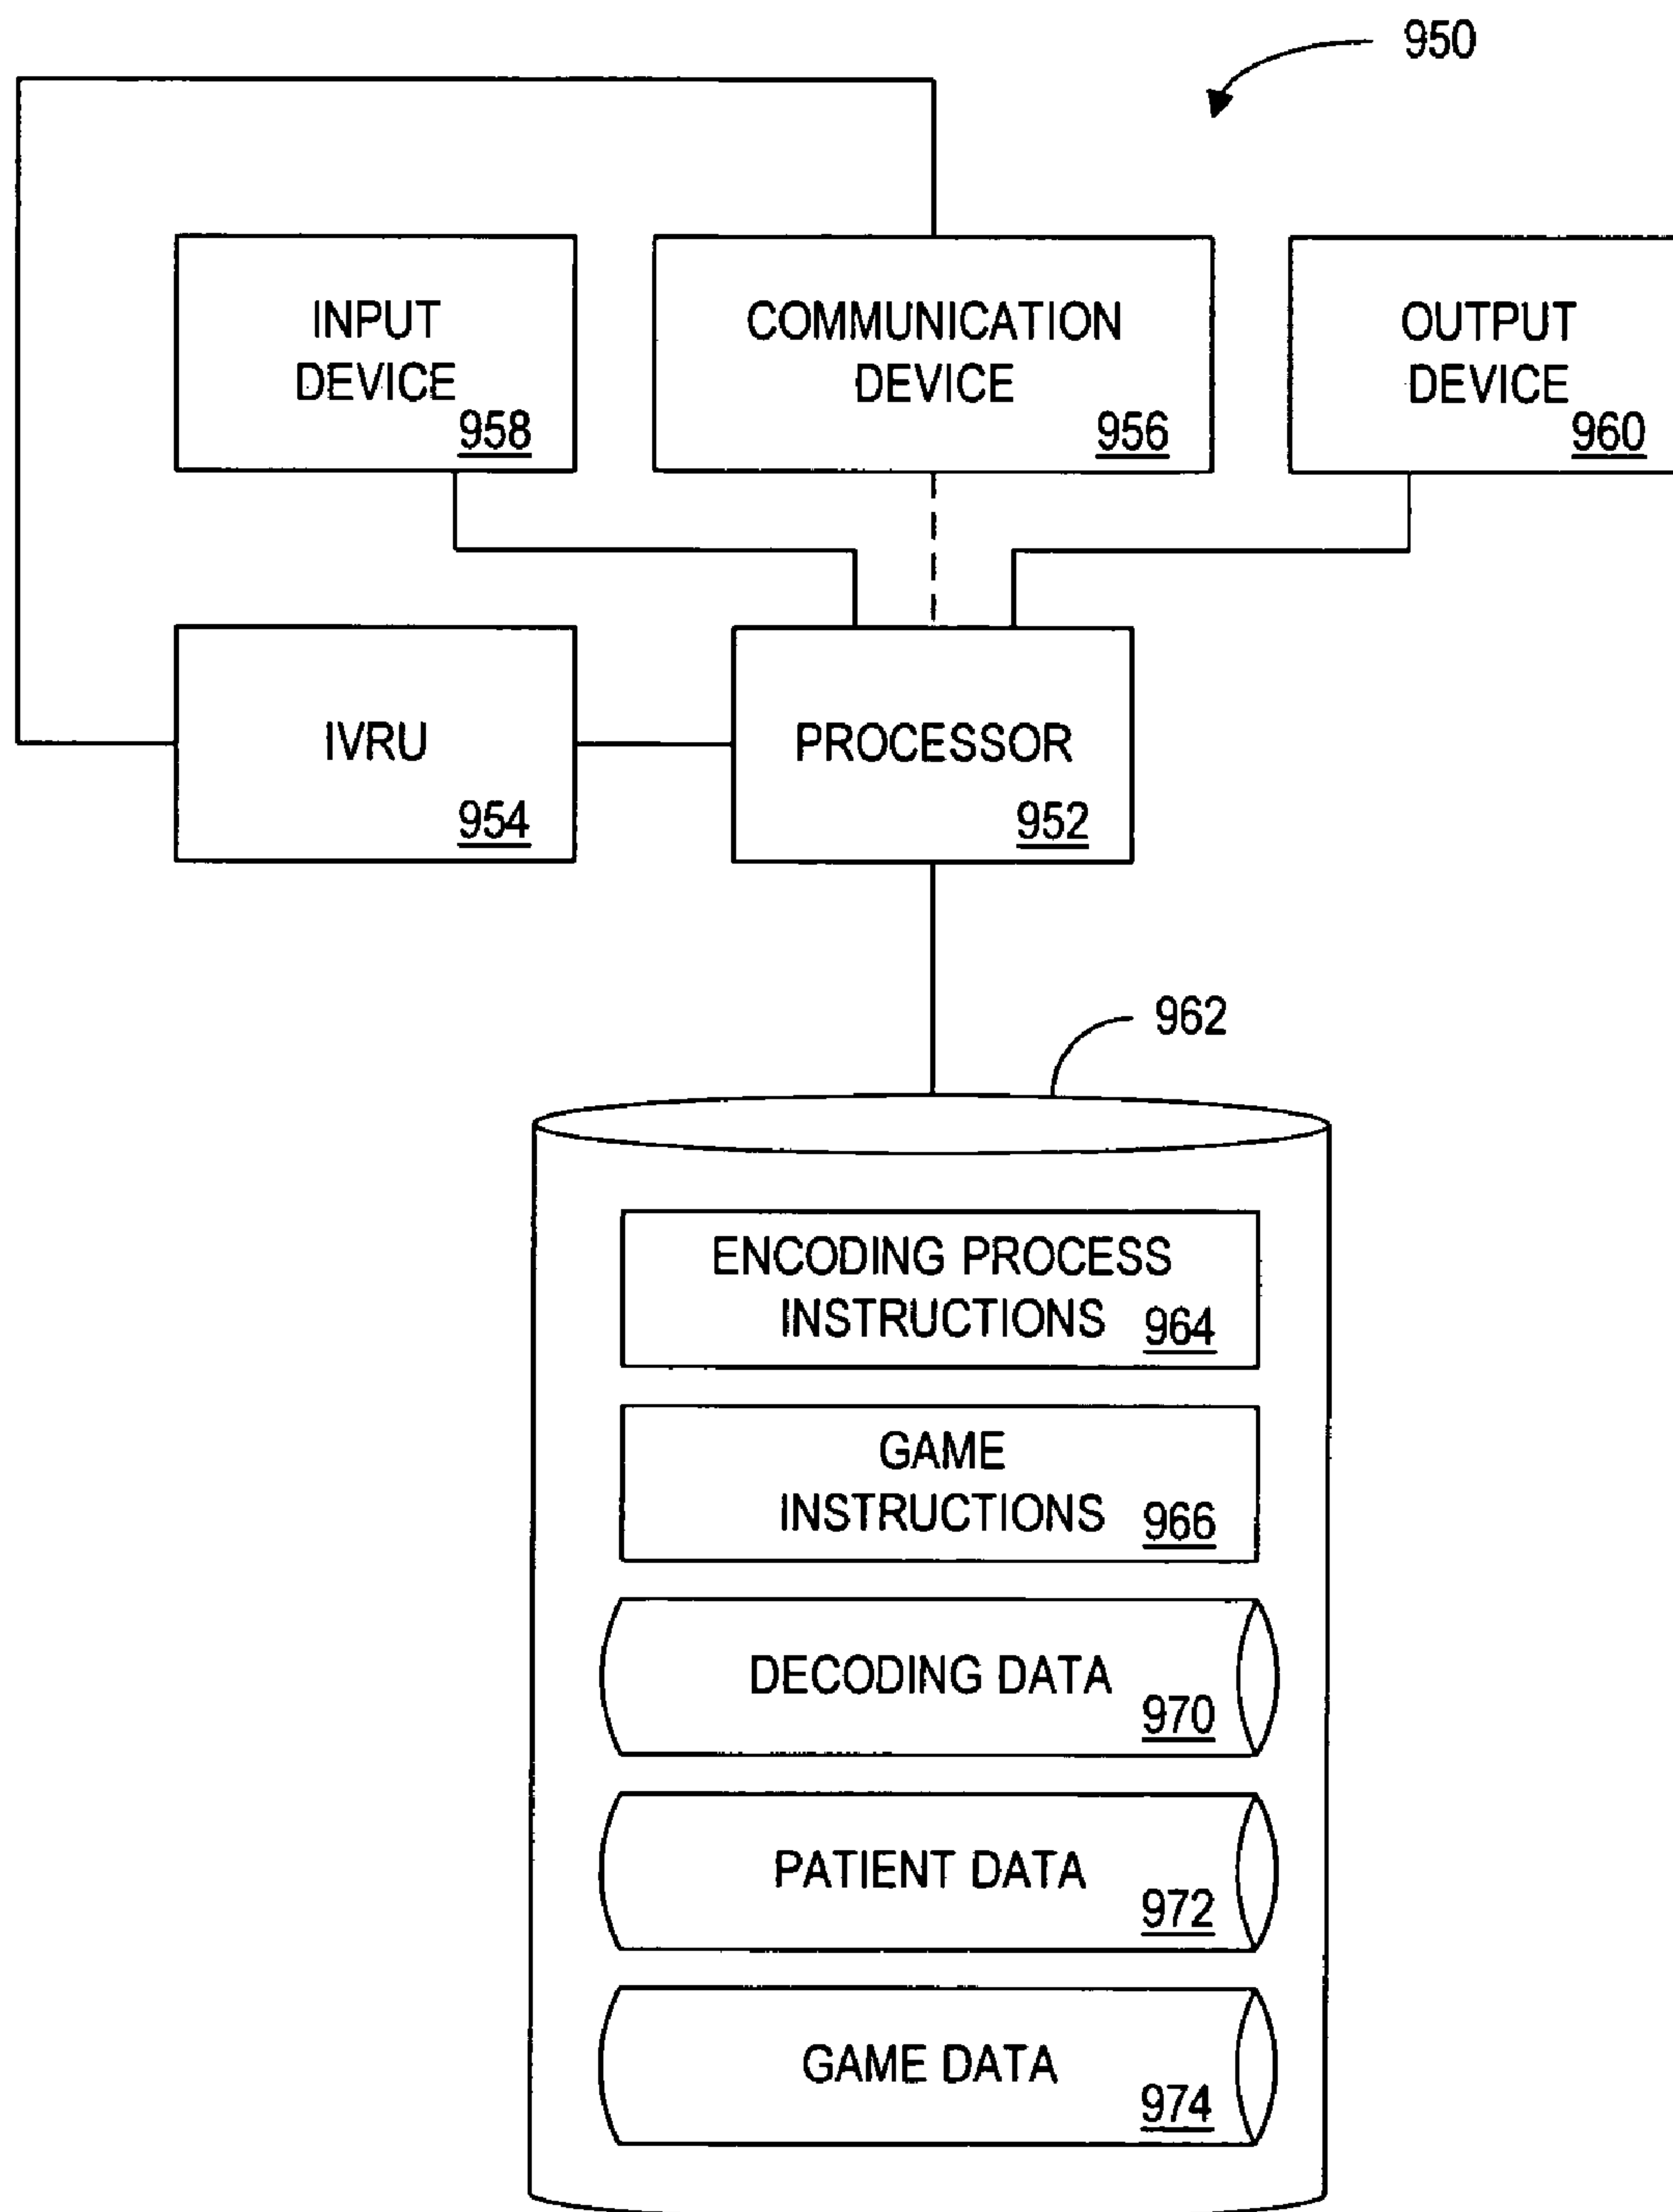 950
INPUT
DEVICE
958
COMMUNICATION
DEVICE
956
OUTPUT
DEVICE
960
IVRU
954
PROCESSOR
952
962
ENCODING PROCESS
INSTRUCTIONS 964
GAME
INSTRUCTIONS 966
DECODING DATA
970
PATIENT DATA
972
GAME DATA
974